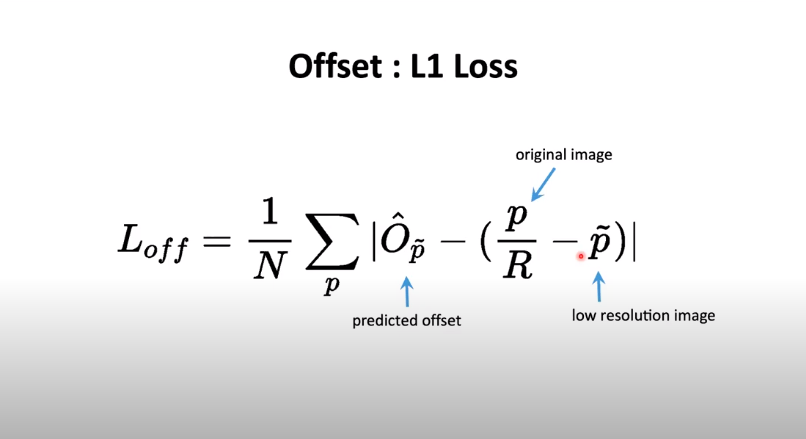 Offset : L1 Loss
original image
L_{off} = \frac{1}{N} \sum_{p} |\hat{O}_{\tilde{p}} - (\frac{p}{R} - \tilde{p})|
predicted offset
low resolution image